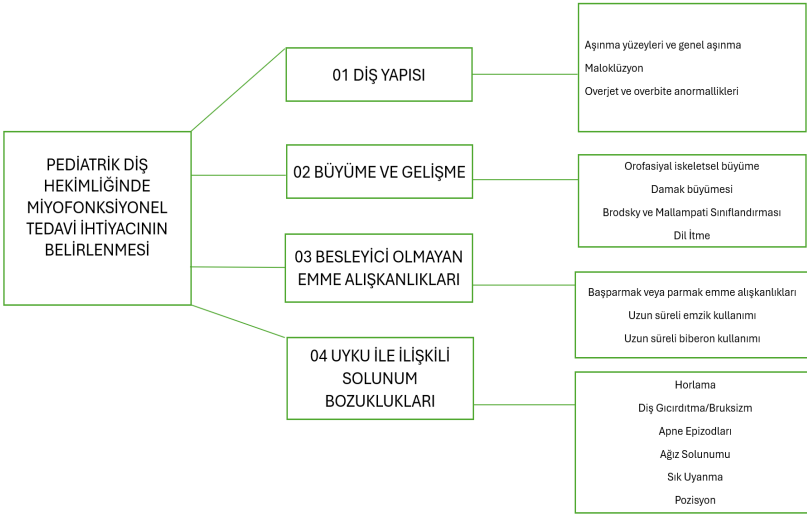 PEDİATRİK DİŞ
HEKİMLİĞİNDE
MİYOFONKSİYONEL
TEDAVİ İHTİYACININ
BELİRLENMESİ
01 DİŞ YAPISI
Aşınma yüzeyleri ve genel aşınma
Maloklüzyon
Overjet ve overbite anormallikleri
02 BÜYÜME VE GELİŞME
Orofasiyal iskeletsel büyüme
Damak büyümesi
Brodsky ve Mallampati Sınıflandırması
Dil İtme
03 BESLEYİCİ OLMAYAN
EMME ALIŞKANLIKLARI
Başparmak veya parmak emme alışkanlıkları
Uzun süreli emzik kullanımı
Uzun süreli biberon kullanımı
04 UYKU İLE İLİŞKİLİ
SOLUNUM
BOZUKLUKLARI
Horlama
Diş Gıcırdıtma/Bruksizm
Apne Epizodları
Ağız Solunumu
Sık Uyanma
Pozisyon